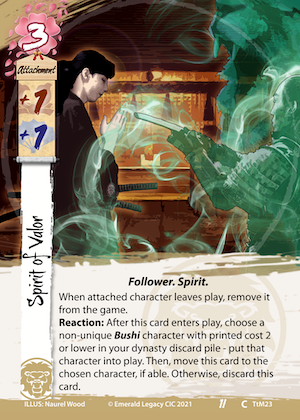 3
Attachment
+1
+1
Spirit of Valor
Follower. Spirit.
When attached character leaves play, remove it
from the game.
Reaction: After this card enters play, choose a
non-unique Bushi character with printed cost 2
or lower in your dynasty discard pile - put that
character into play. Then, move this card to the
chosen character, if able. Otherwise, discard this
card.
ILLUS: Naurel Wood © Emerald Legacy CIC 2021 C TtM23